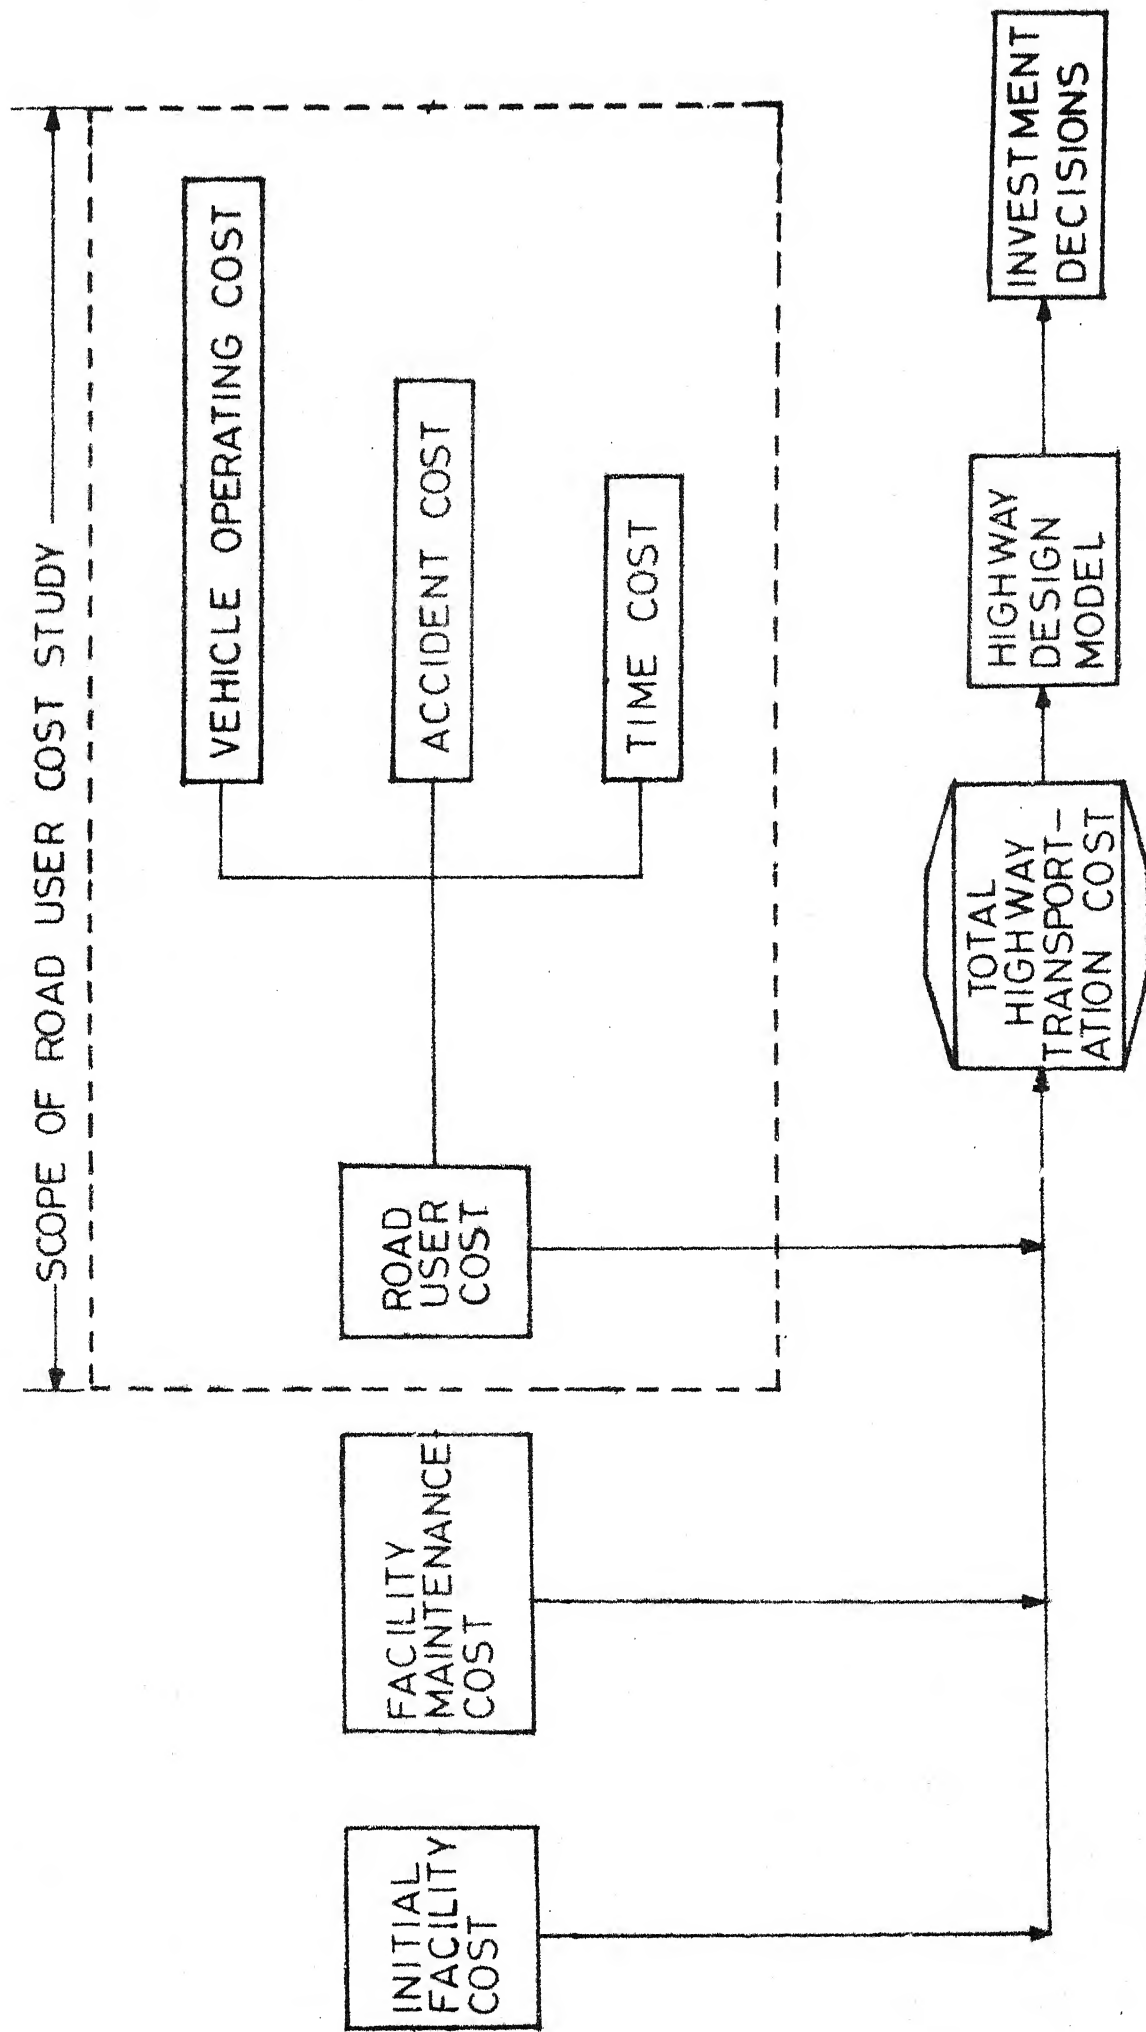 SCOPE OF ROAD USER COST STUDY
VEHICLE OPERATING COST
ACCIDENT COST
TIME COST
ROAD
USER
COST
FACILITY
MAINTENANCE
COST
INITIAL
FACILITY
COST
TOTAL
HIGHWAY
TRANSPORT-
ATION COST
HIGHWAY
DESIGN
MODEL
INVESTMENT
DECISIONS